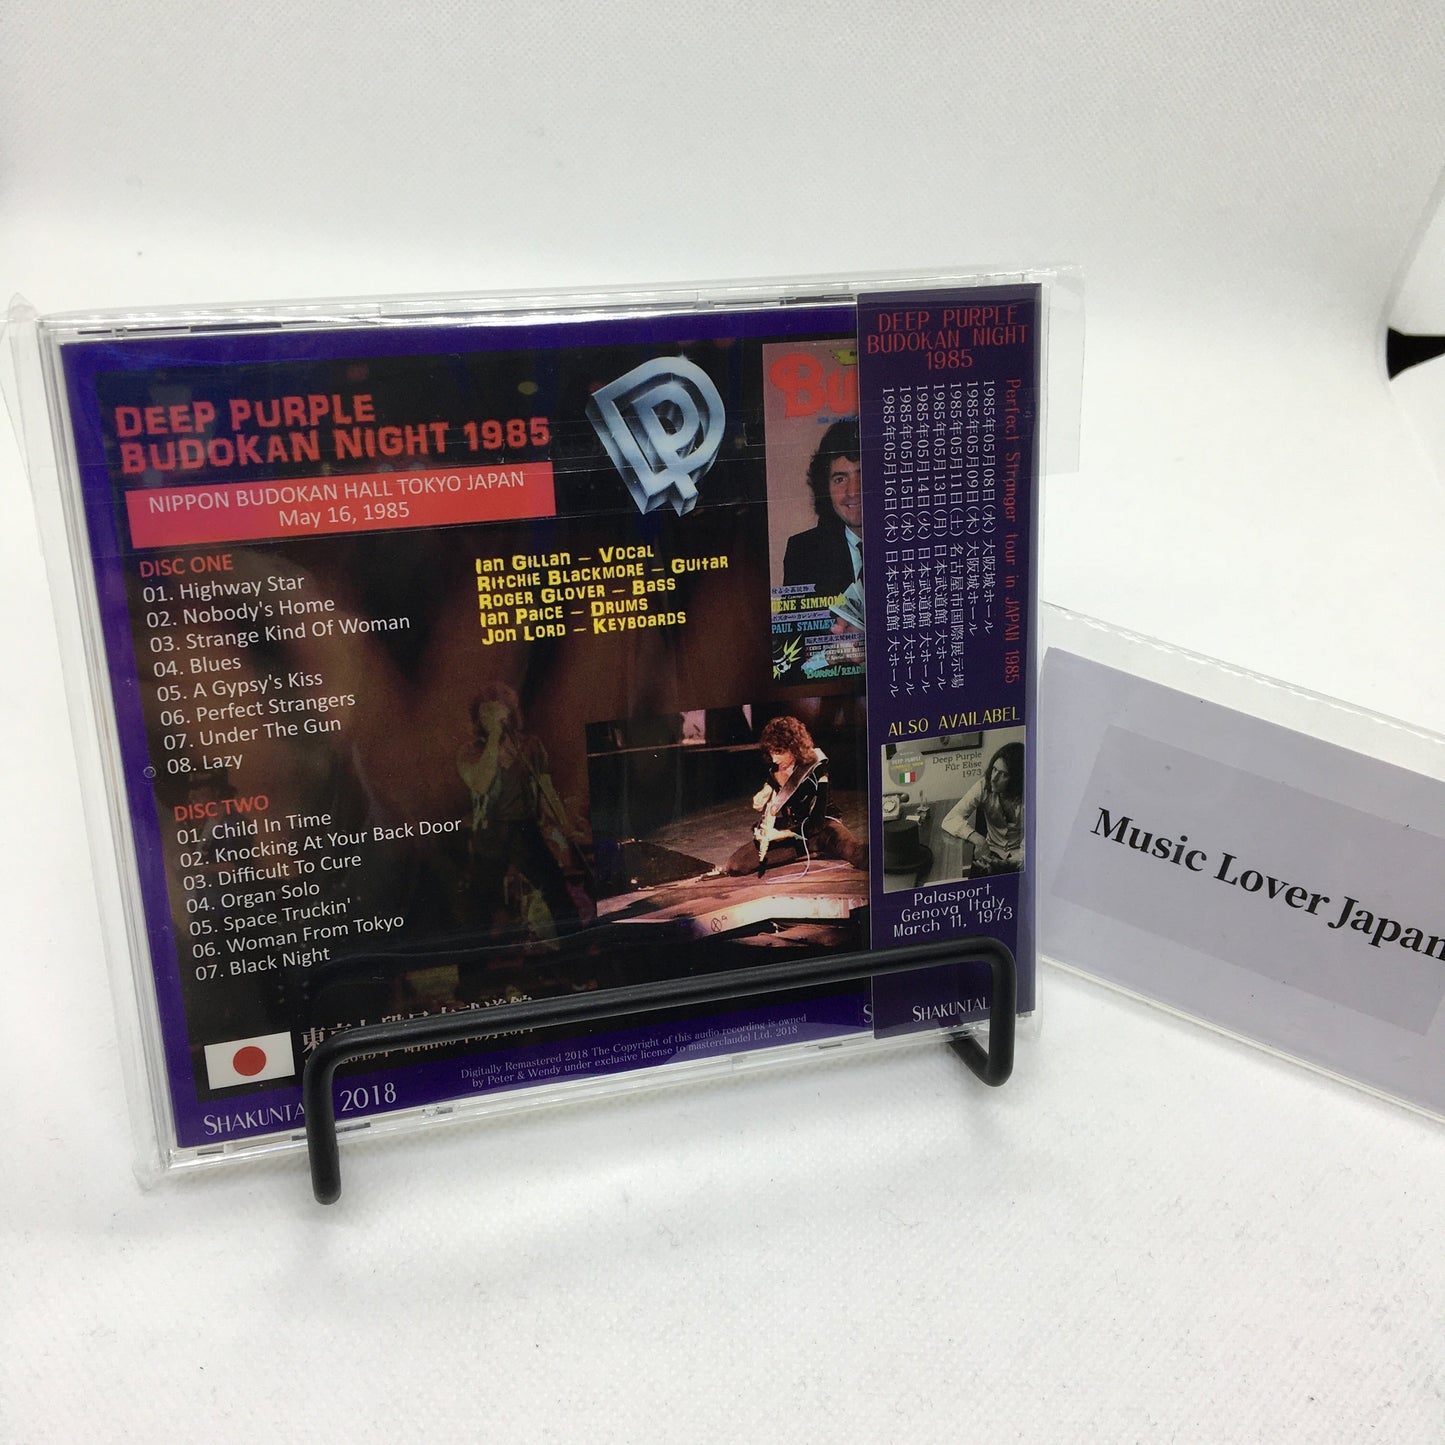 DEEP PURPLE
BUDOKAN NIGHT 1985
NIPPON BUDOKAN HALL TOKYO JAPAN
May 16, 1985
DISC ONE
01. Highway Star
02. Nobody's Home
03. Strange Kind Of Woman
04. Blues
05. A Gypsy's Kiss
06. Perfect Strangers
07. Under The Gun
08. Lazy
DISC TWO
01. Child In Time
02. Knocking At Your Back Door
03. Difficult To Cure
04. Organ Solo
05. Space Truckin'
06. Woman From Tokyo
07. Black Night
Ian Gillan – Vocal
Ritchie Blackmore – Guitar
Roger Glover – Bass
Ian Paice – Drums
Jon Lord – Keyboards
DP
GENE SIMMONS
PAUL STANLEY
BURRN! READ
SHAKUNTA 2018
Digitally Remastered 2018 The Copyright of this audio recording is owned
by Peter & Wendy under exclusive license to masterclaudel Ltd. 2018
DEEP PURPLE
BUDOKAN NIGHT
1985
Perfect Stranger tour in JAPAN 1985
1985年05月08日(水) 大阪城ホール
1985年05月09日(木) 大阪城ホール
1985年05月11日(土) 名古屋市国際展示場
1985年05月13日(月) 日本武道館 大ホール
1985年05月14日(火) 日本武道館 大ホール
1985年05月15日(水) 日本武道館 大ホール
1985年05月16日(木) 日本武道館 大ホール
ALSO AVAILABEL
Deep Purple
Für Elise
1973
Palasport
Genova Italy
March 11, 1973
SHAKUNTAL
Music Lover Japan